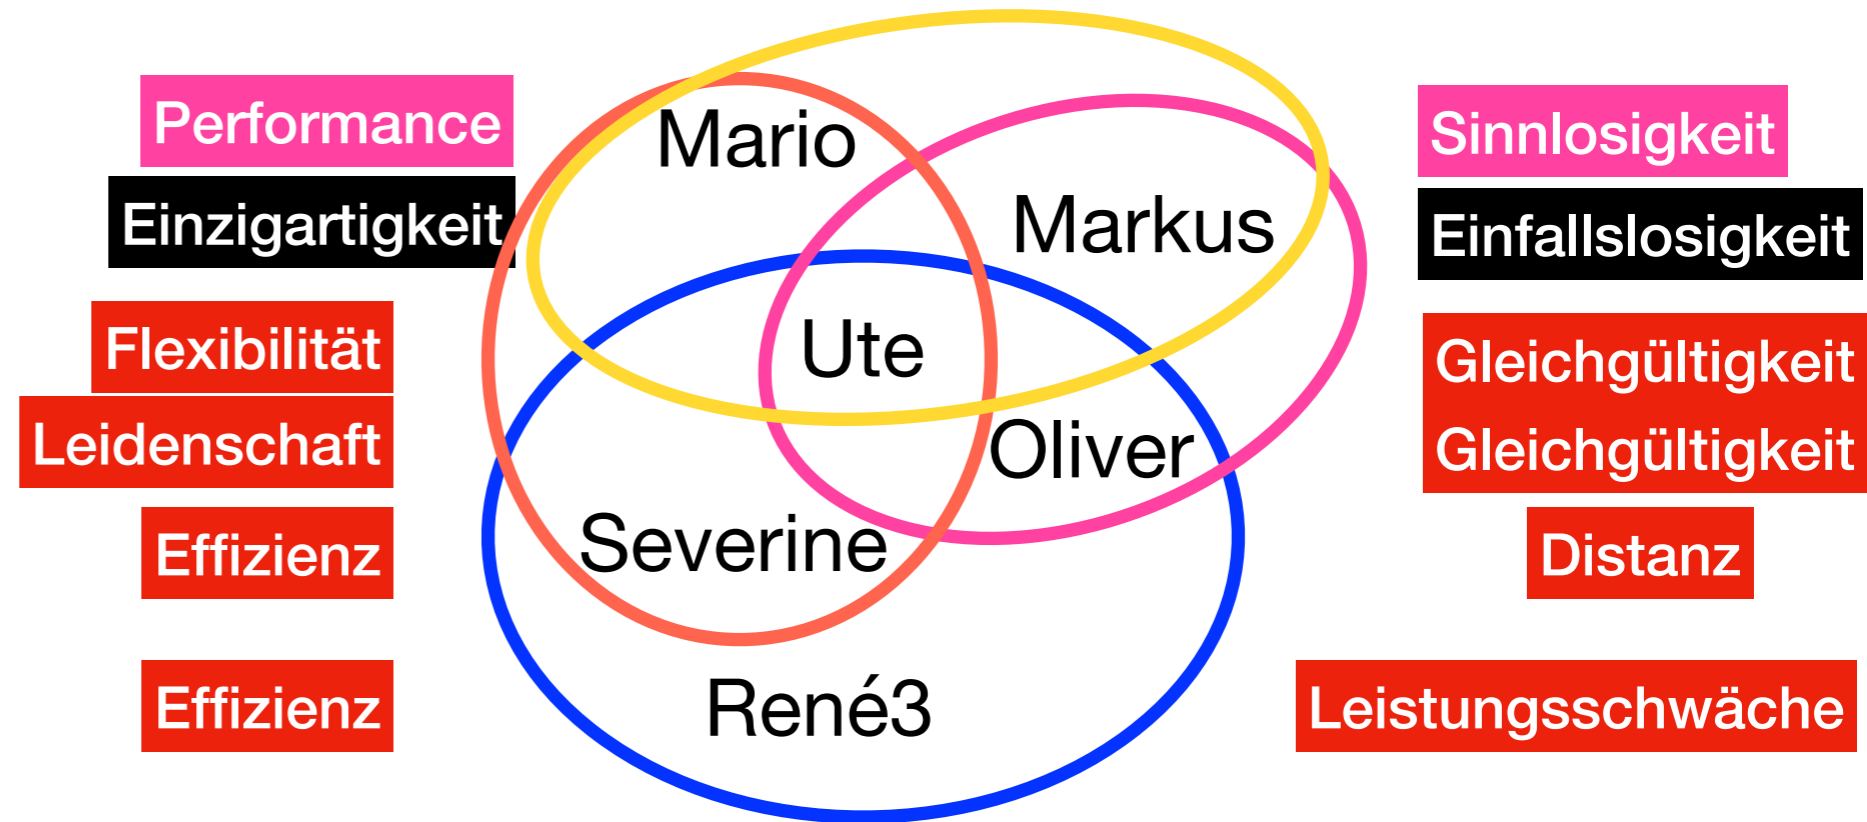 Performance
Mario
Sinnlosigkeit
Einzigartigkeit
Markus
Einfallslosigkeit
Flexibilität
Ute
Gleichgültigkeit
Leidenschaft
Oliver
Gleichgültigkeit
Effizienz
Severine
Distanz
Effizienz
René3
Leistungsschwäche